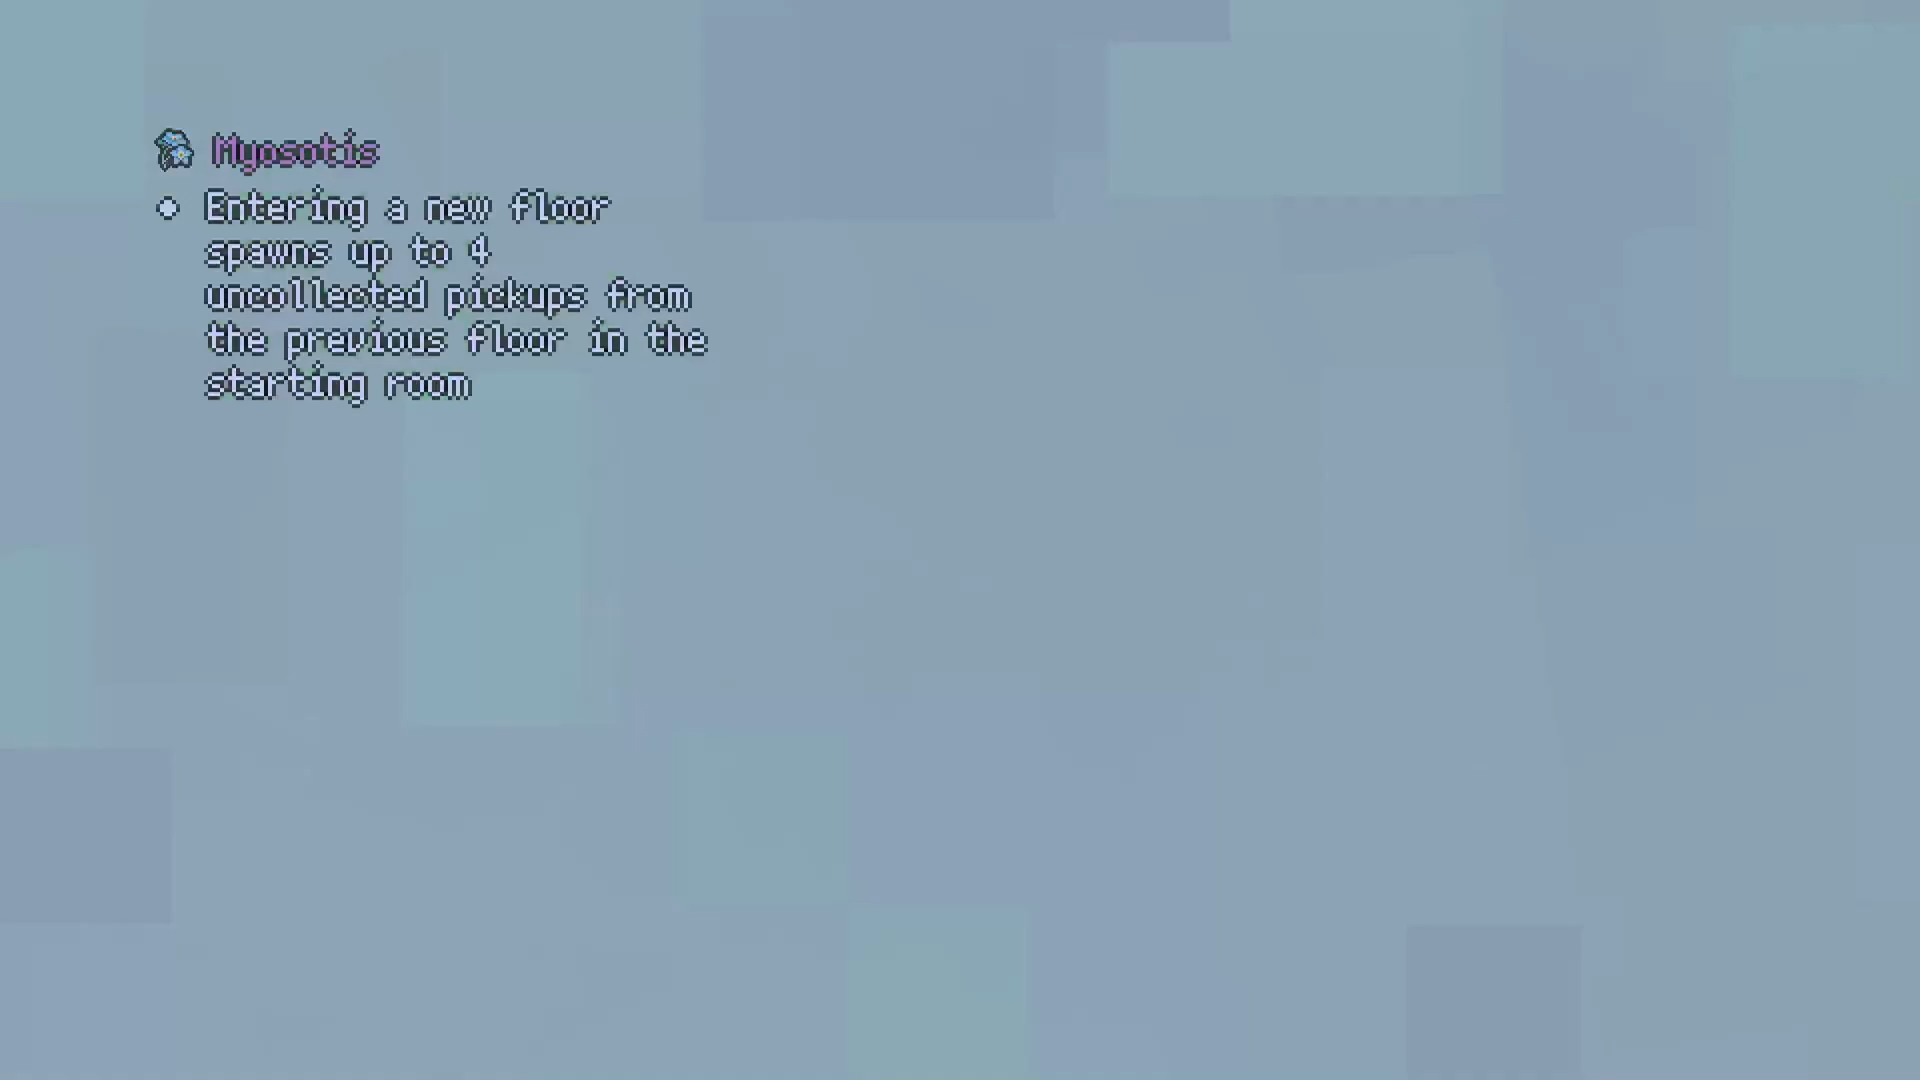 Myosotis
Entering a new floor
spawns up to 4
uncollected pickups from
the previous floor in the
starting room